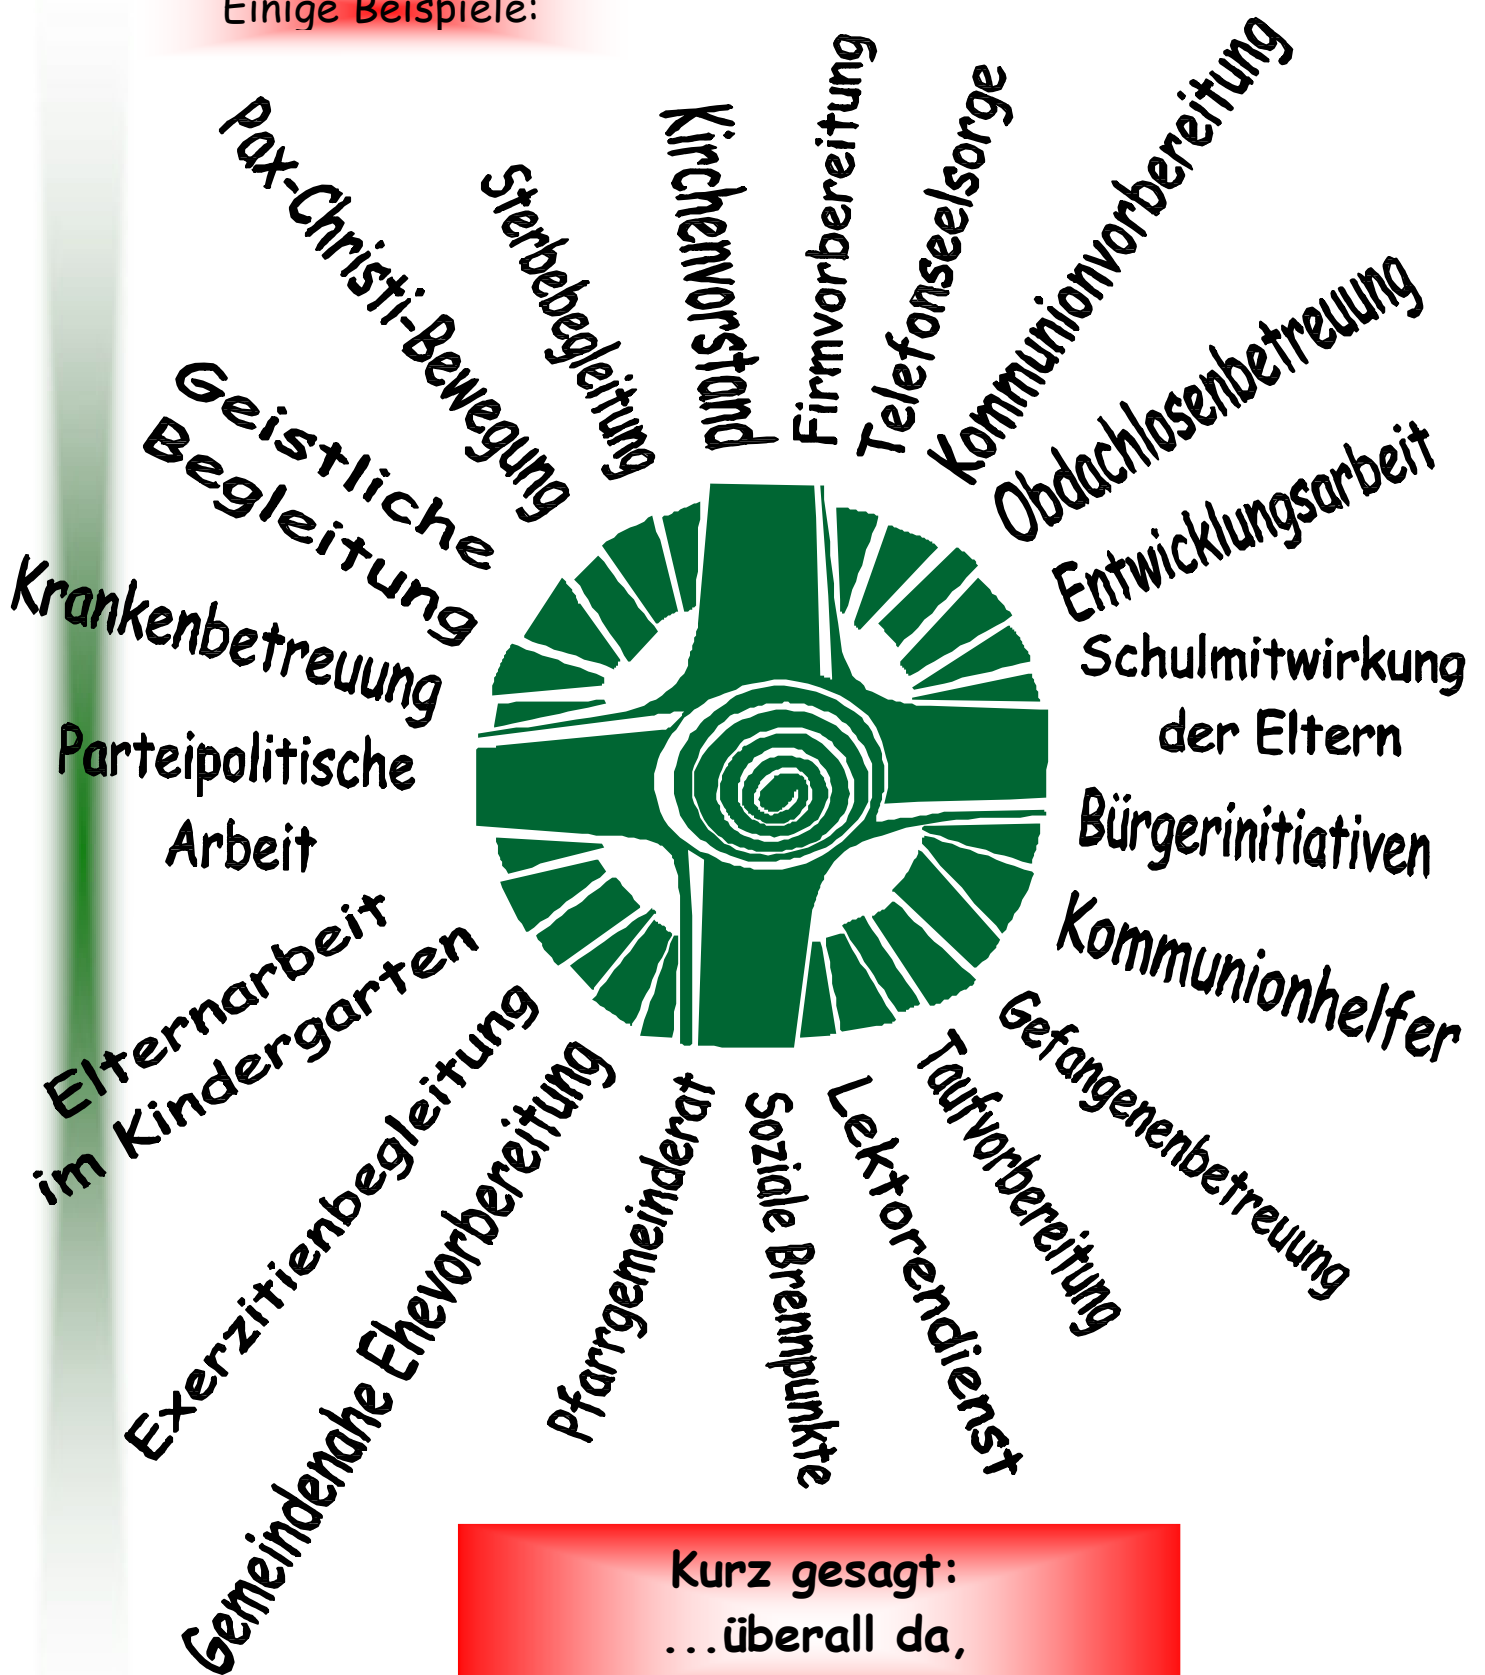 Einige Beispiele:
Pax-Christi-Bewegung
Sterbebegleitung
Kirchenvorstand
Firmvorbereitung
Telefonseelsorge
Kommunionvorbereitung
Obdachlosenbetreuung
Entwicklungsarbeit
Schulmitwirkung
der Eltern
Bürgerinitiativen
Kommunionhelfer
Gefangenenbetreuung
Taufvorbereitung
Lektorendienst
Soziale Brennpunkte
Pfarrgemeinderat
Gemeindenahe Ehevorbereitung
Exerzitienbegleitung
Elternarbeit
im Kindergarten
Parteipolitische
Arbeit
Krankenbetreuung
Geistliche
Begleitung
Kurz gesagt:
...überall da,